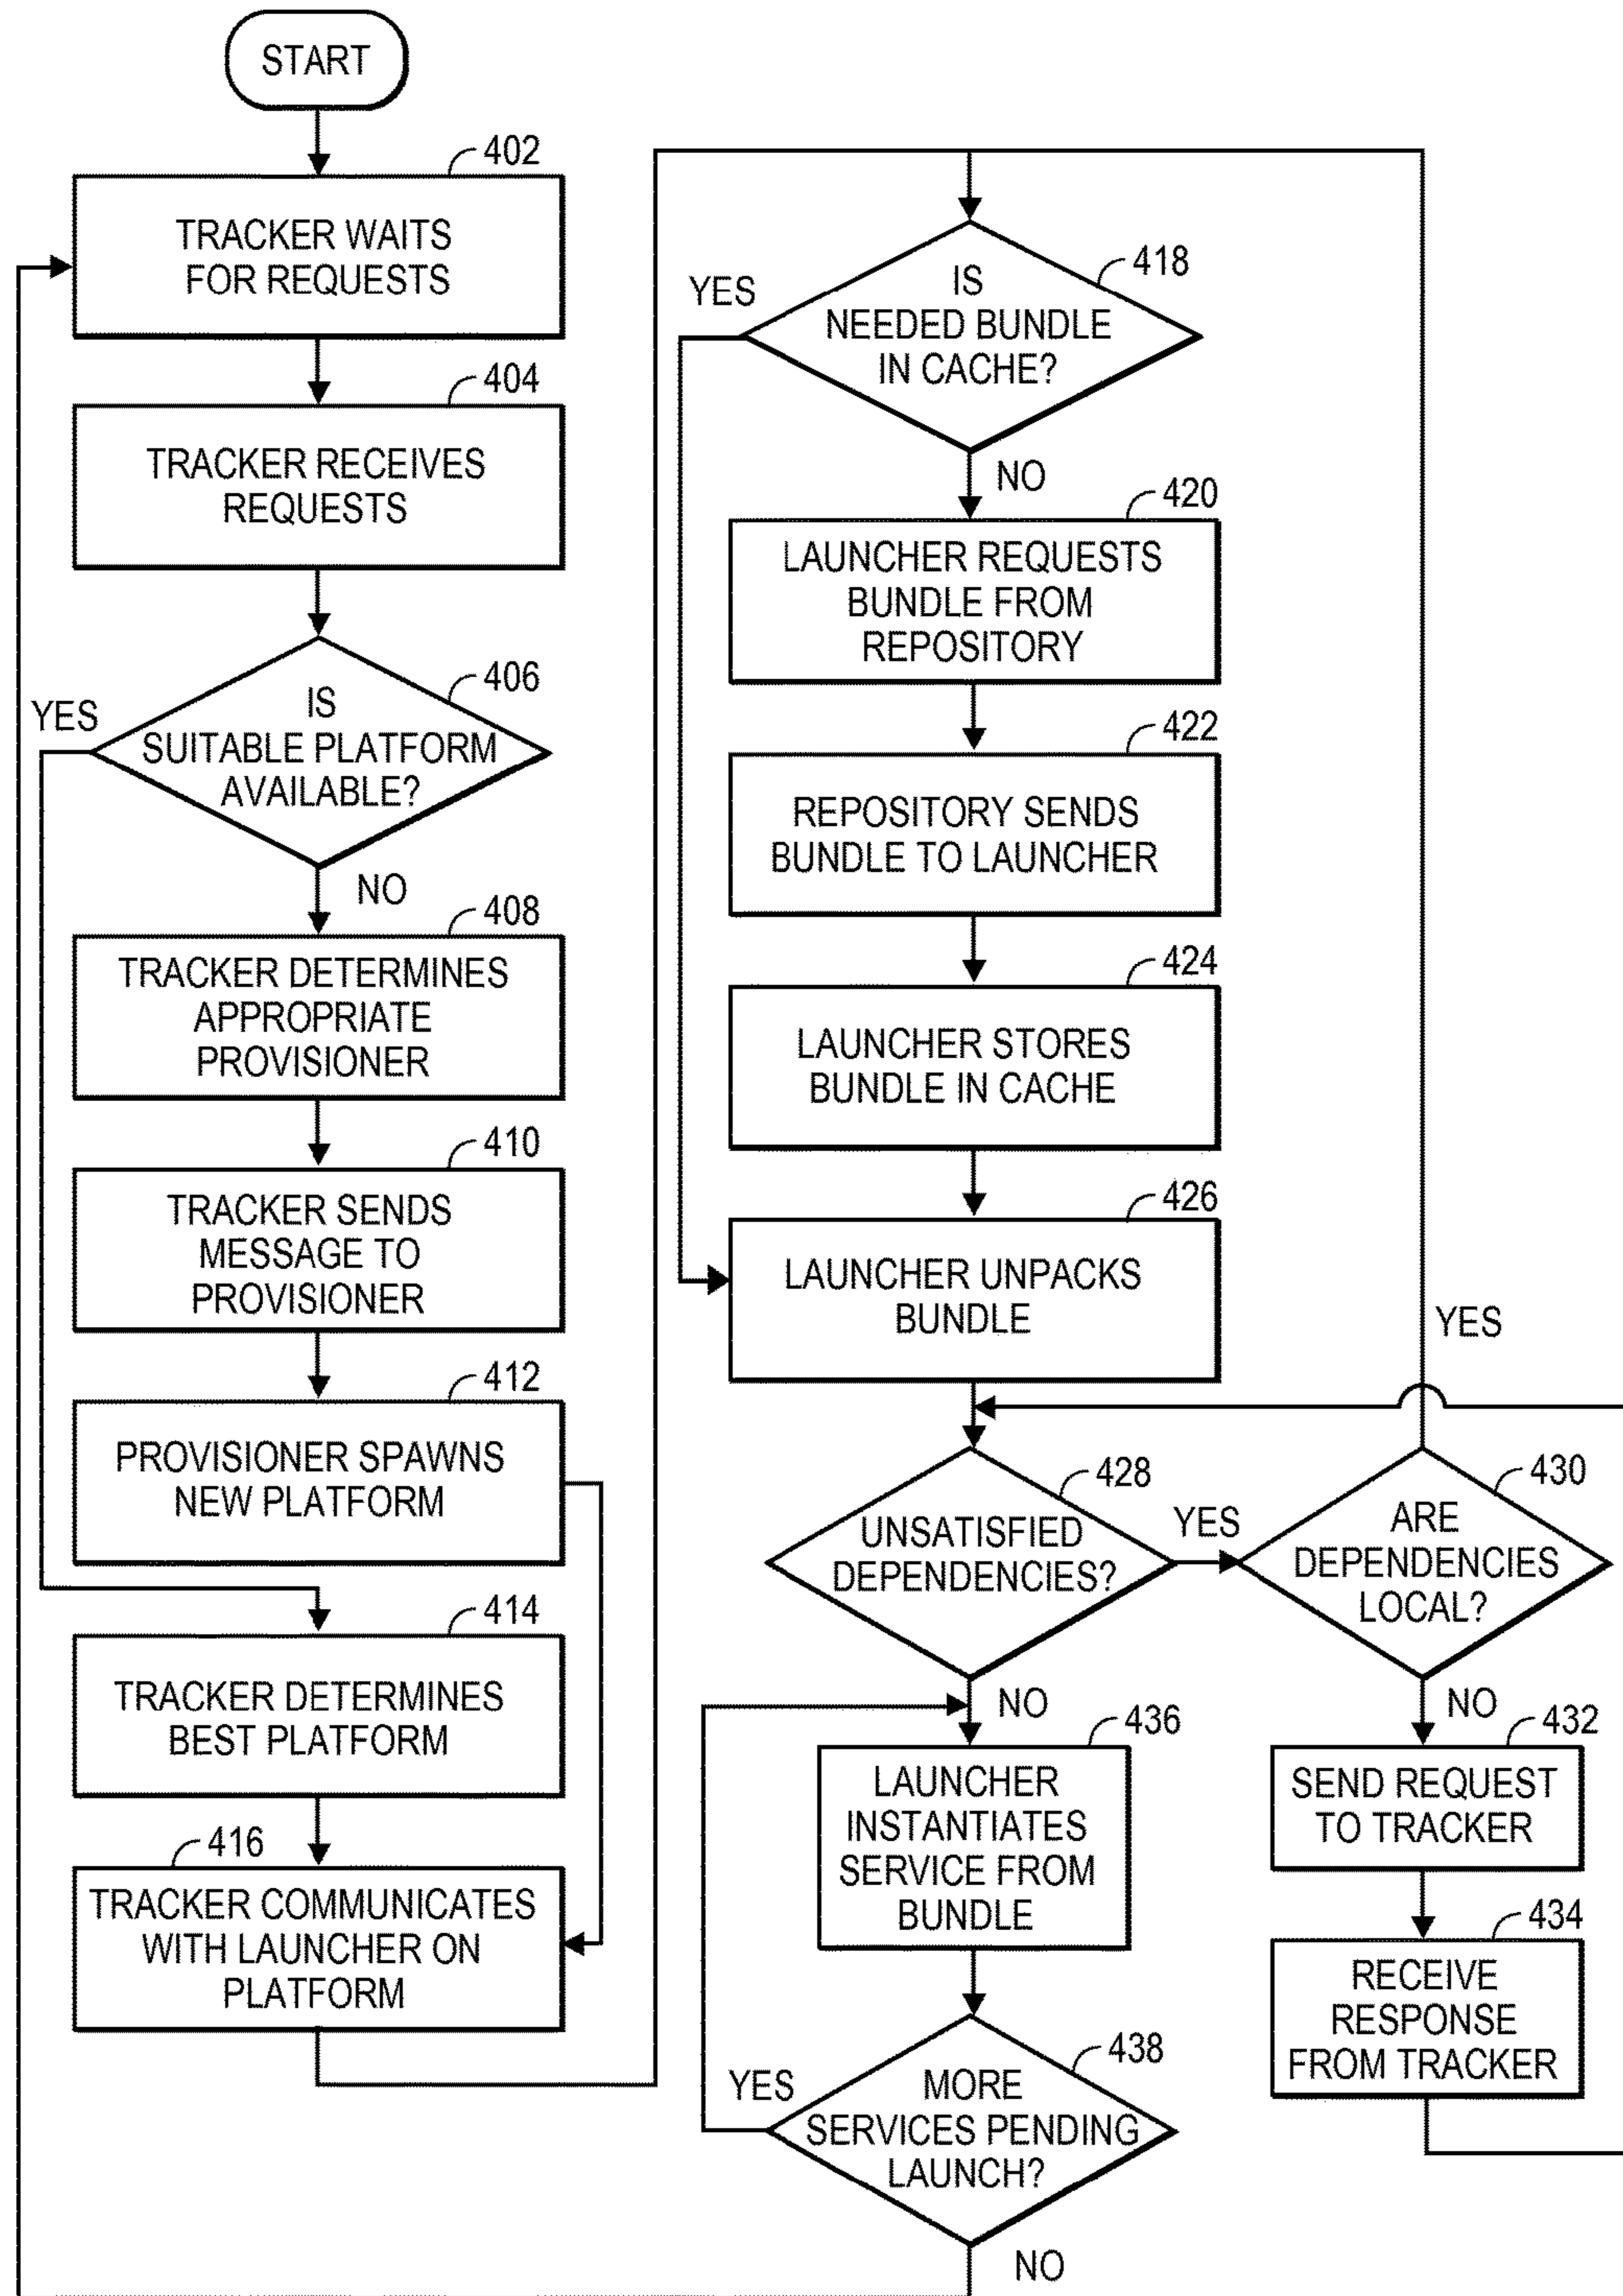 START
402
TRACKER WAITS
FOR REQUESTS
404
TRACKER RECEIVES
REQUESTS
406
YES
IS
SUITABLE PLATFORM
AVAILABLE?
NO
408
TRACKER DETERMINES
APPROPRIATE
PROVISIONER
410
TRACKER SENDS
MESSAGE TO
PROVISIONER
412
PROVISIONER SPAWNS
NEW PLATFORM
414
TRACKER DETERMINES
BEST PLATFORM
416
TRACKER COMMUNICATES
WITH LAUNCHER ON
PLATFORM
418
YES
IS
NEEDED BUNDLE
IN CACHE?
NO
420
LAUNCHER REQUESTS
BUNDLE FROM
REPOSITORY
422
REPOSITORY SENDS
BUNDLE TO LAUNCHER
424
LAUNCHER STORES
BUNDLE IN CACHE
426
LAUNCHER UNPACKS
BUNDLE
428
UNSATISFIED
DEPENDENCIES?
YES
NO
436
LAUNCHER
INSTANTIATES
SERVICE FROM
BUNDLE
438
YES
MORE
SERVICES PENDING
LAUNCH?
NO
YES
430
ARE
DEPENDENCIES
LOCAL?
NO
432
SEND REQUEST
TO TRACKER
434
RECEIVE
RESPONSE
FROM TRACKER